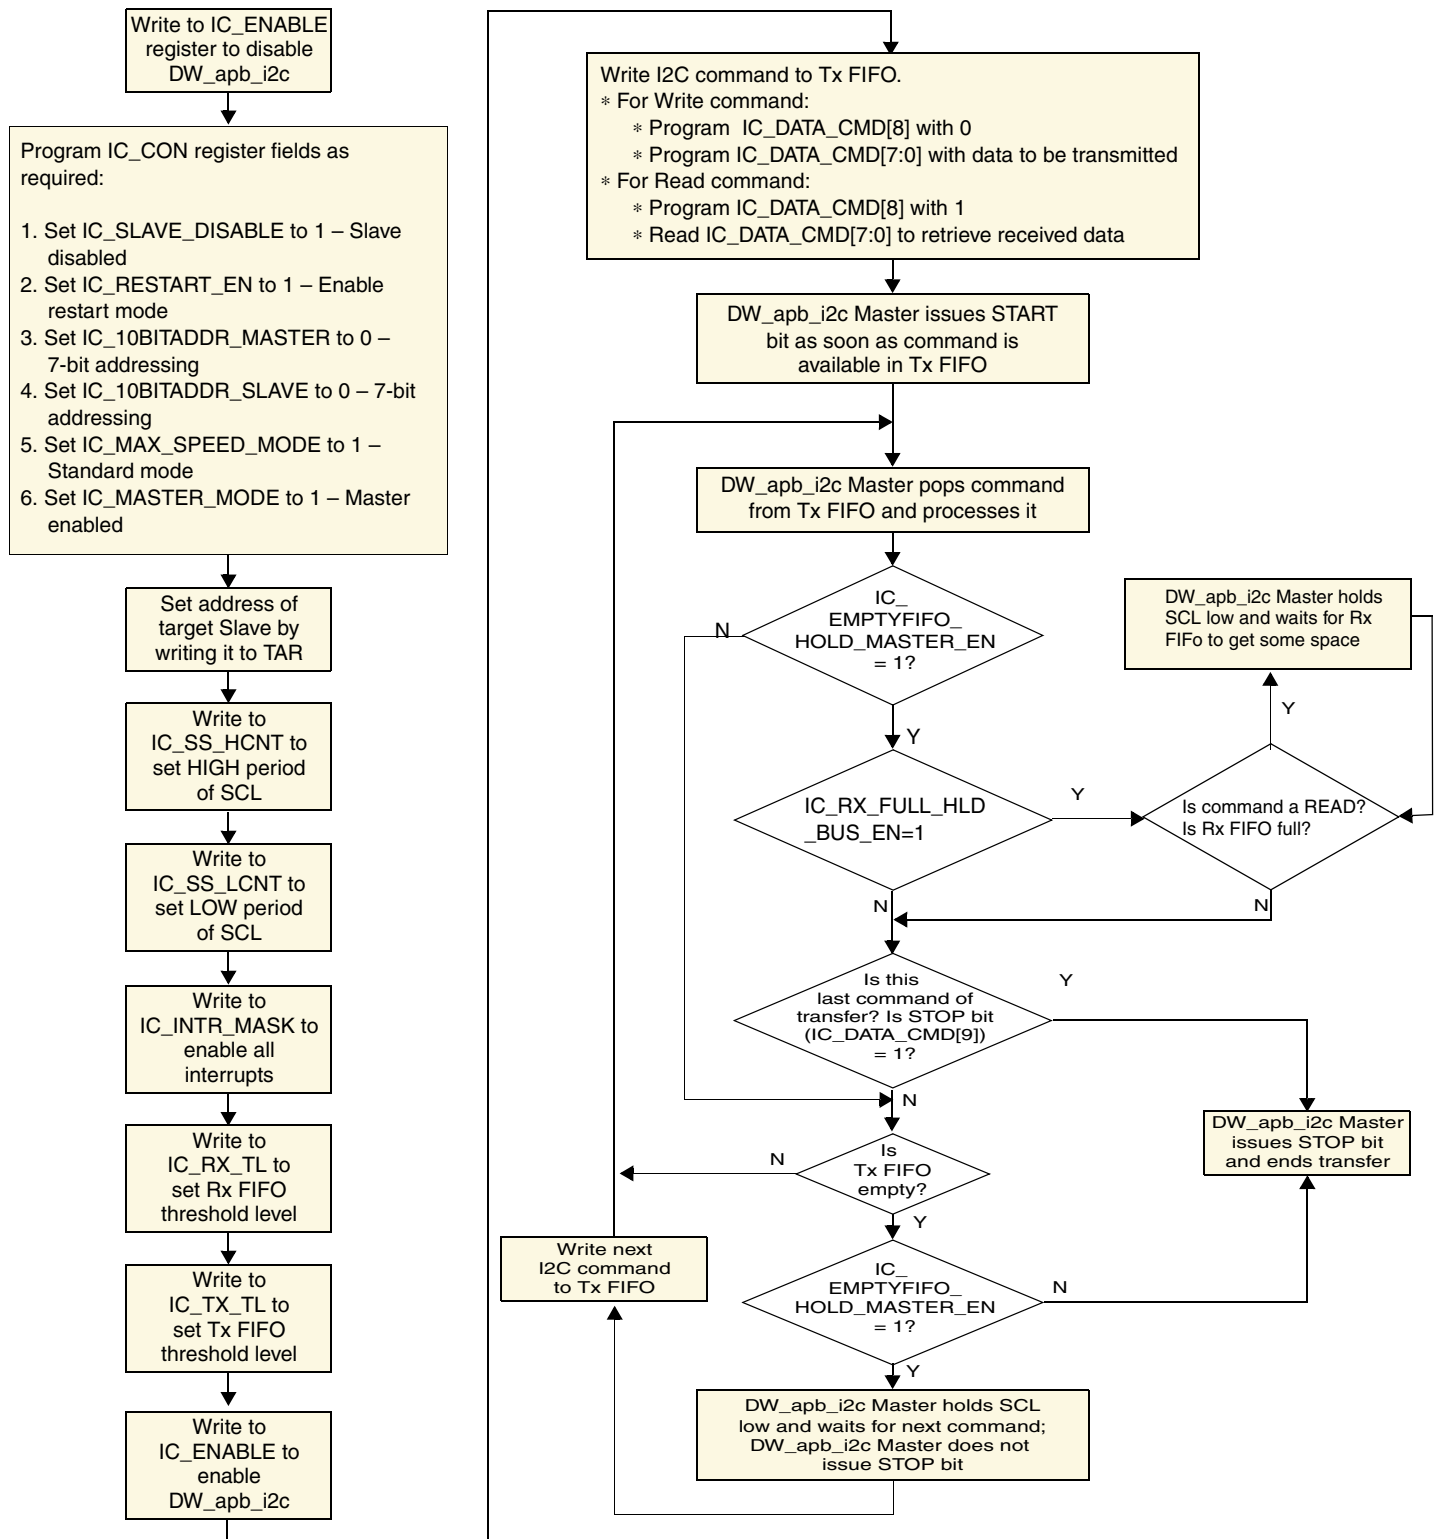 Write to IC_ENABLE
register to disable
DW_apb_i2c
Program IC_CON register fields as
required:
1. Set IC_SLAVE_DISABLE to 1 – Slave
disabled
2. Set IC_RESTART_EN to 1 – Enable
restart mode
3. Set IC_10BITADDR_MASTER to 0 –
7-bit addressing
4. Set IC_10BITADDR_SLAVE to 0 – 7-bit
addressing
5. Set IC_MAX_SPEED_MODE to 1 –
Standard mode
6. Set IC_MASTER_MODE to 1 – Master
enabled
Set address of
target Slave by
writing it to TAR
Write to
IC_SS_HCNT to
set HIGH period
of SCL
Write to
IC_SS_LCNT to
set LOW period
of SCL
Write to
IC_INTR_MASK to
enable all
interrupts
Write to
IC_RX_TL to
set Rx FIFO
threshold level
Write to
IC_TX_TL to
set Tx FIFO
threshold level
Write to
IC_ENABLE to
enable
DW_apb_i2c
Write I2C command to Tx FIFO.
* For Write command:
* Program  IC_DATA_CMD[8] with 0
* Program IC_DATA_CMD[7:0] with data to be transmitted
* For Read command:
* Program IC_DATA_CMD[8] with 1
* Read IC_DATA_CMD[7:0] to retrieve received data
DW_apb_i2c Master issues START
bit as soon as command is
available in Tx FIFO
DW_apb_i2c Master pops command
from Tx FIFO and processes it
IC_
EMPTYFIFO_
HOLD_MASTER_EN
= 1?
N
Y
DW_apb_i2c Master holds
SCL low and waits for Rx
FIFo to get some space
Y
IC_RX_FULL_HLD
_BUS_EN=1
Y
Is command a READ?
Is Rx FIFO full?
N
N
Is this
last command of
transfer? Is STOP bit
(IC_DATA_CMD[9])
= 1?
Y
N
DW_apb_i2c Master
issues STOP bit
and ends transfer
Is
Tx FIFO
empty?
N
Y
Write next
I2C command
to Tx FIFO
IC_
EMPTYFIFO_
HOLD_MASTER_EN
= 1?
N
Y
DW_apb_i2c Master holds SCL
low and waits for next command;
DW_apb_i2c Master does not
issue STOP bit